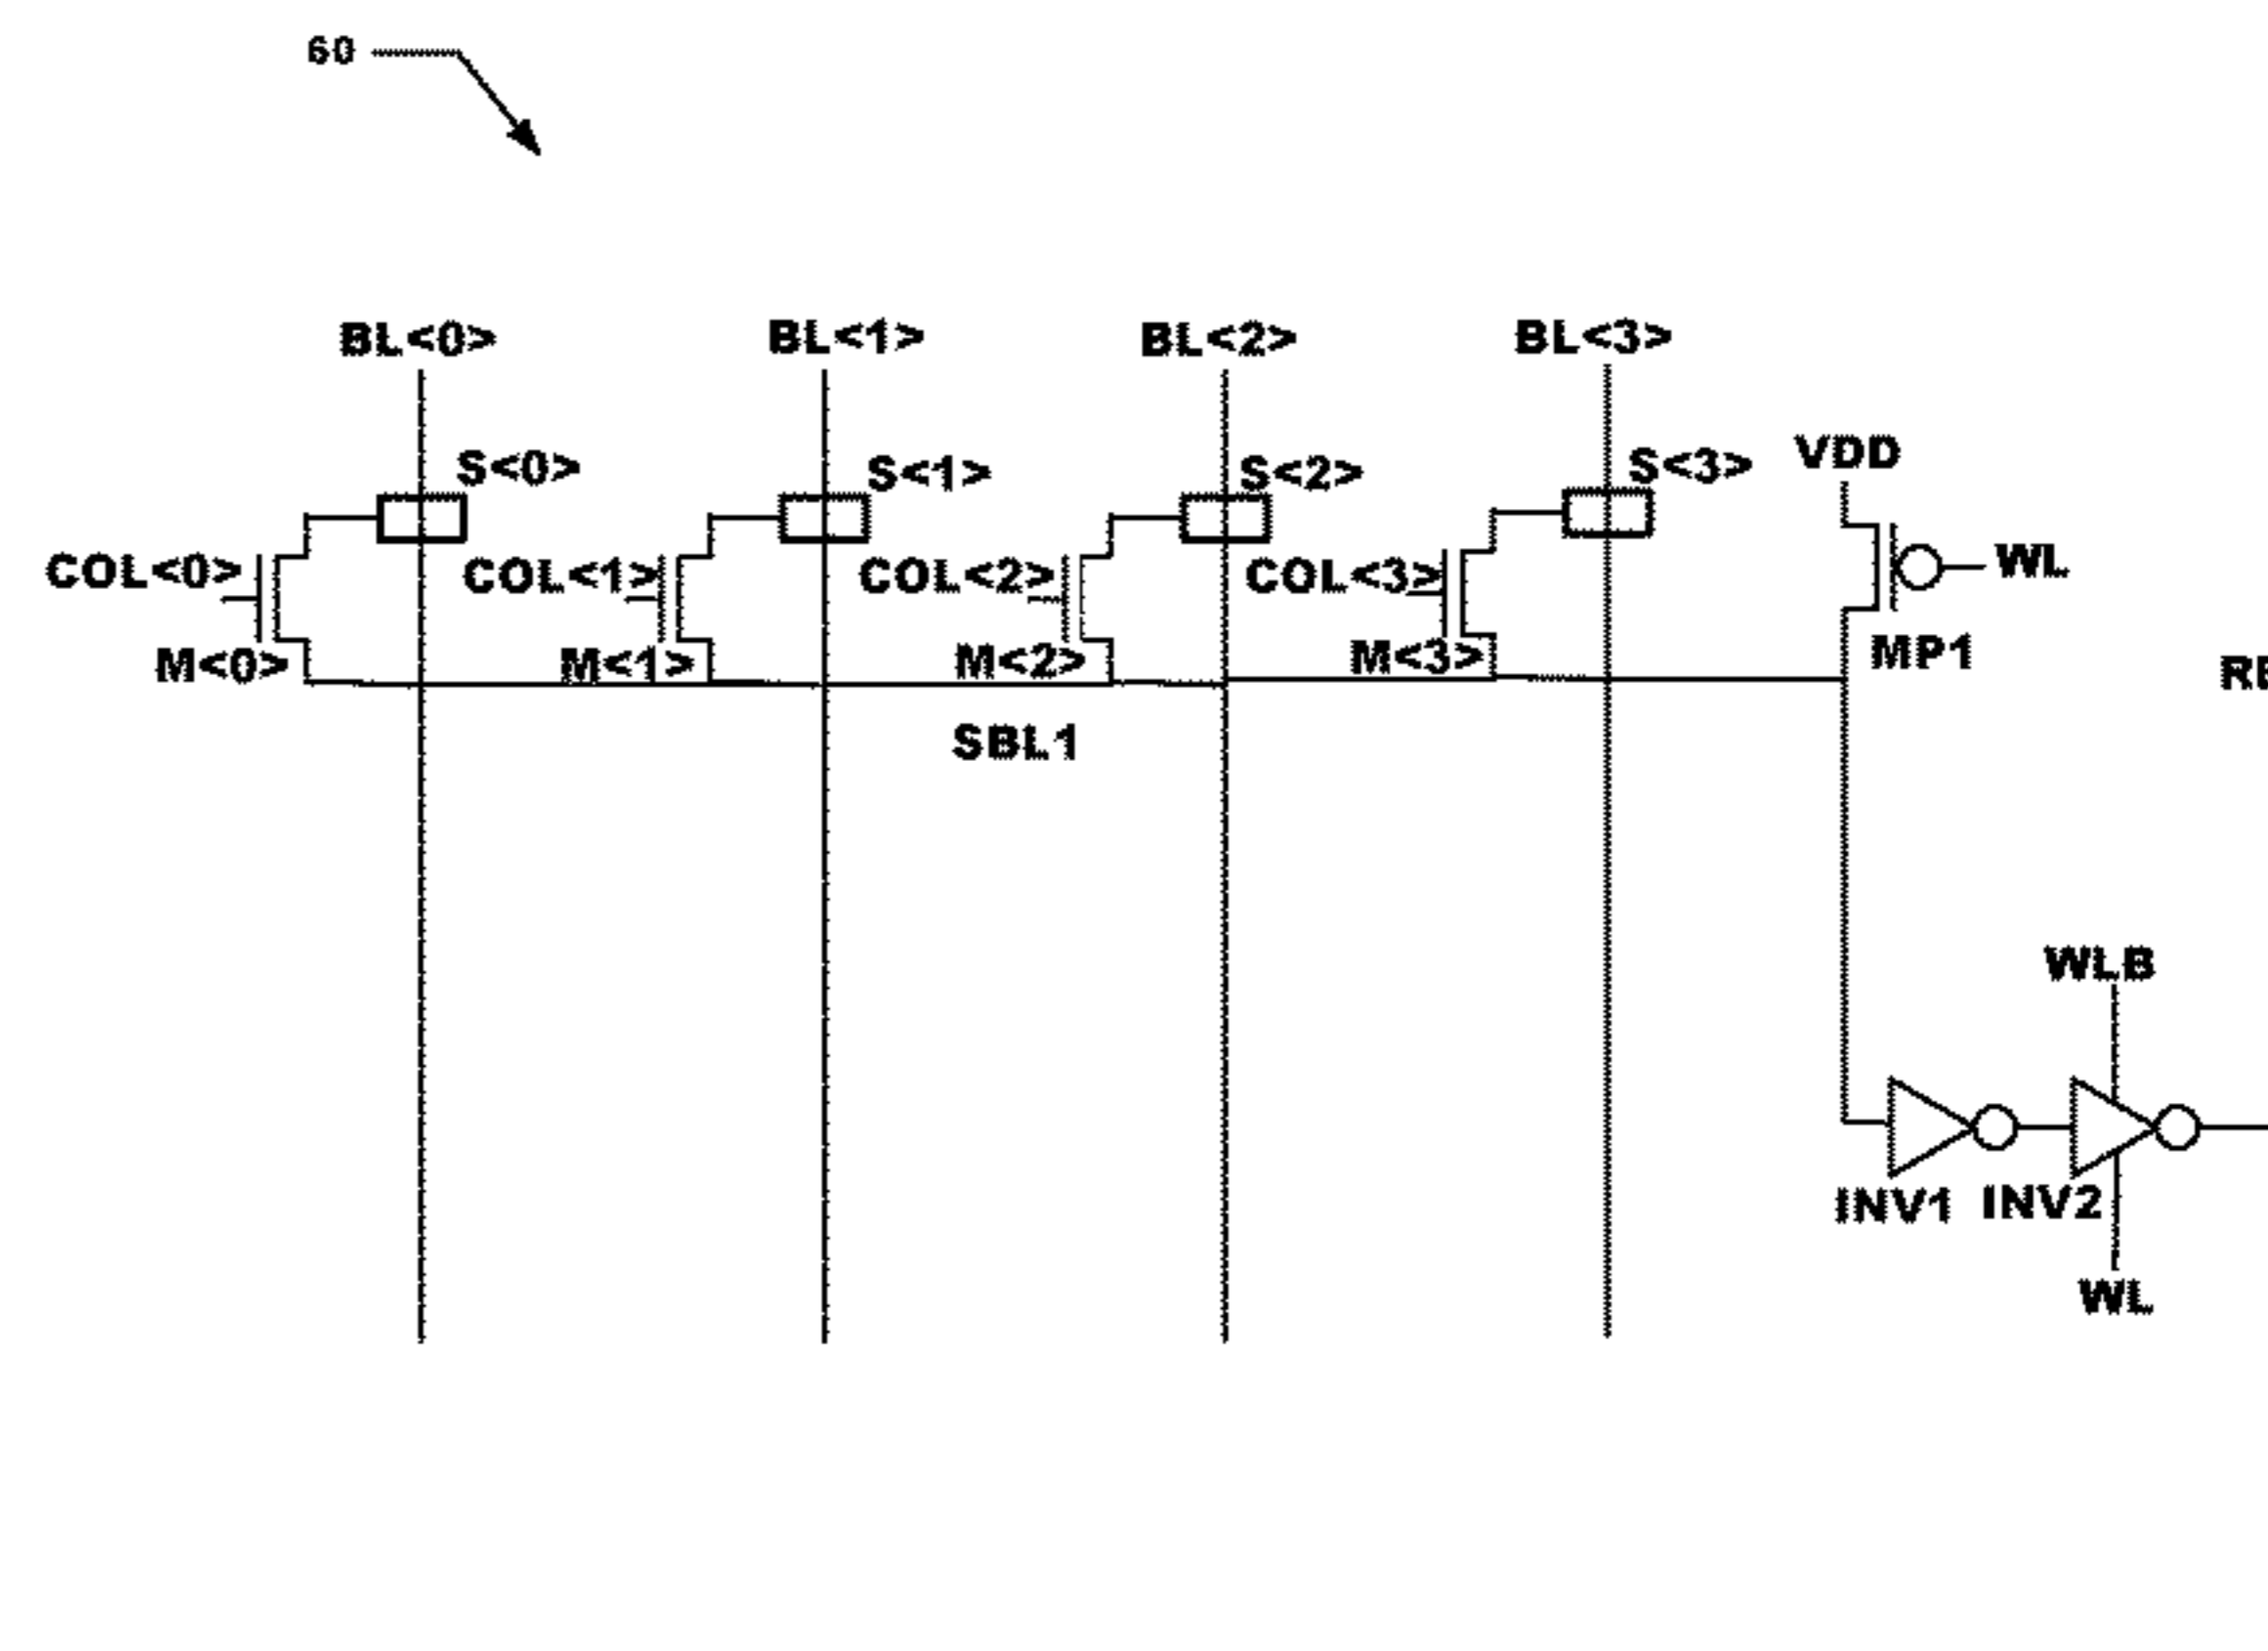 60
BL<0> BL<1> BL<2> BL<3>
S<0> S<1> S<2> S<3> VDD
COL<0> COL<1> COL<2> COL<3> WL
M<0> M<1> M<2> M<3> MP1
SBL1
WLB
INV1 INV2
WL